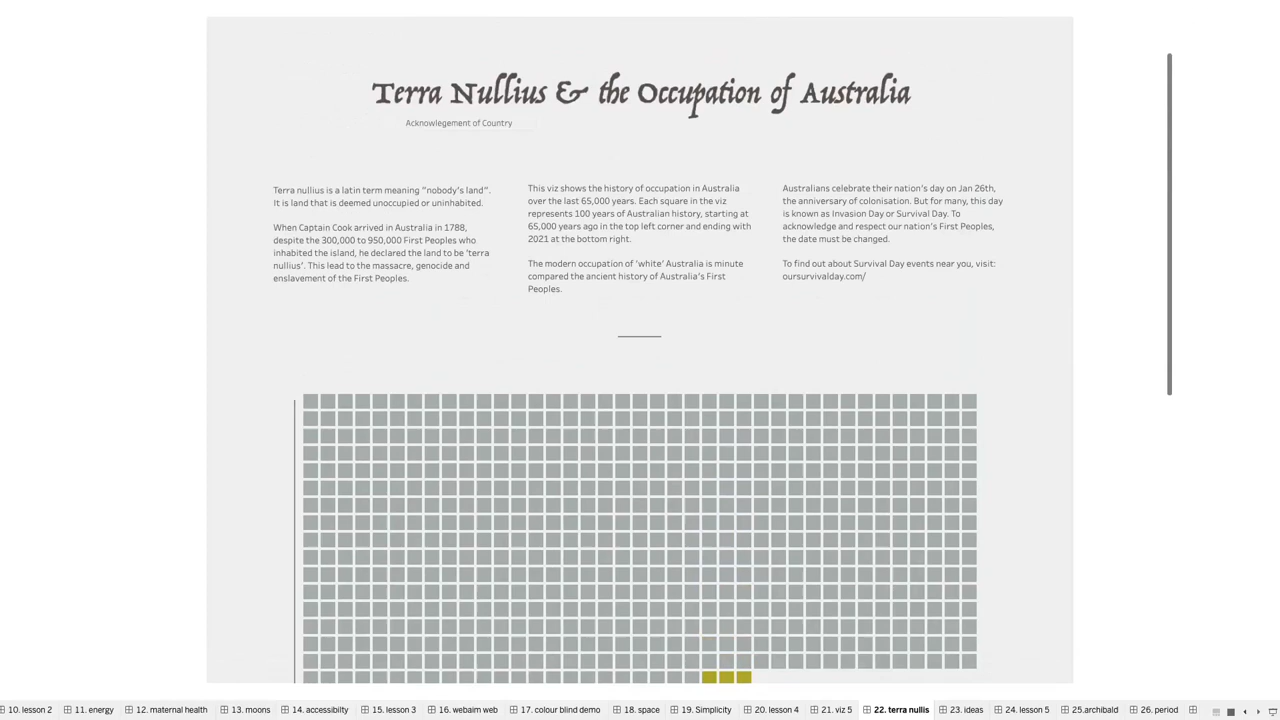 Terra Nullius & the Occupation of Australia
Acknowlegement of Country
Terra nullius is a latin term meaning "nobody's land".
It is land that is deemed unoccupied or uninhabited.
When Captain Cook arrived in Australia in 1788,
despite the 300,000 to 950,000 First Peoples who
inhabited the island, he declared the land to be 'terra
nullius'. This lead to the massacre, genocide and
enslavement of the First Peoples.
This viz shows the history of occupation in Australia
over the last 65,000 years. Each square in the viz
represents 100 years of Australian history, starting at
65,000 years ago in the top left corner and ending with
2021 at the bottom right.
The modern occupation of 'white' Australia is minute
compared the ancient history of Australia's First
Peoples.
Australians celebrate their nation's day on Jan 26th,
the anniversary of colonisation. But for many, this day
is known as Invasion Day or Survival Day. To
acknowledge and respect our nation's First Peoples,
the date must be changed.
To find out about Survival Day events near you, visit:
oursurvivalday.com/
10. lesson 2 11. energy 12. maternal health 13. moons 14. accessibilty 15. lesson 3 16. webaim web 17. colour blind demo 18. space 19. Simplicity 20. lesson 4 21. viz 5 22. terra nullis 23. ideas 24. lesson 5 25.archibald 26. period